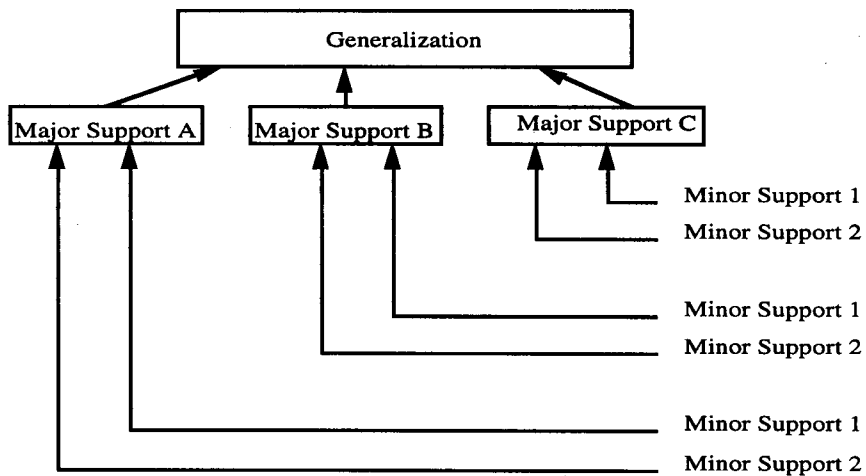 Generalization
Major Support A
Major Support B
Major Support C
Minor Support 1
Minor Support 2
Minor Support 1
Minor Support 2
Minor Support 1
Minor Support 2